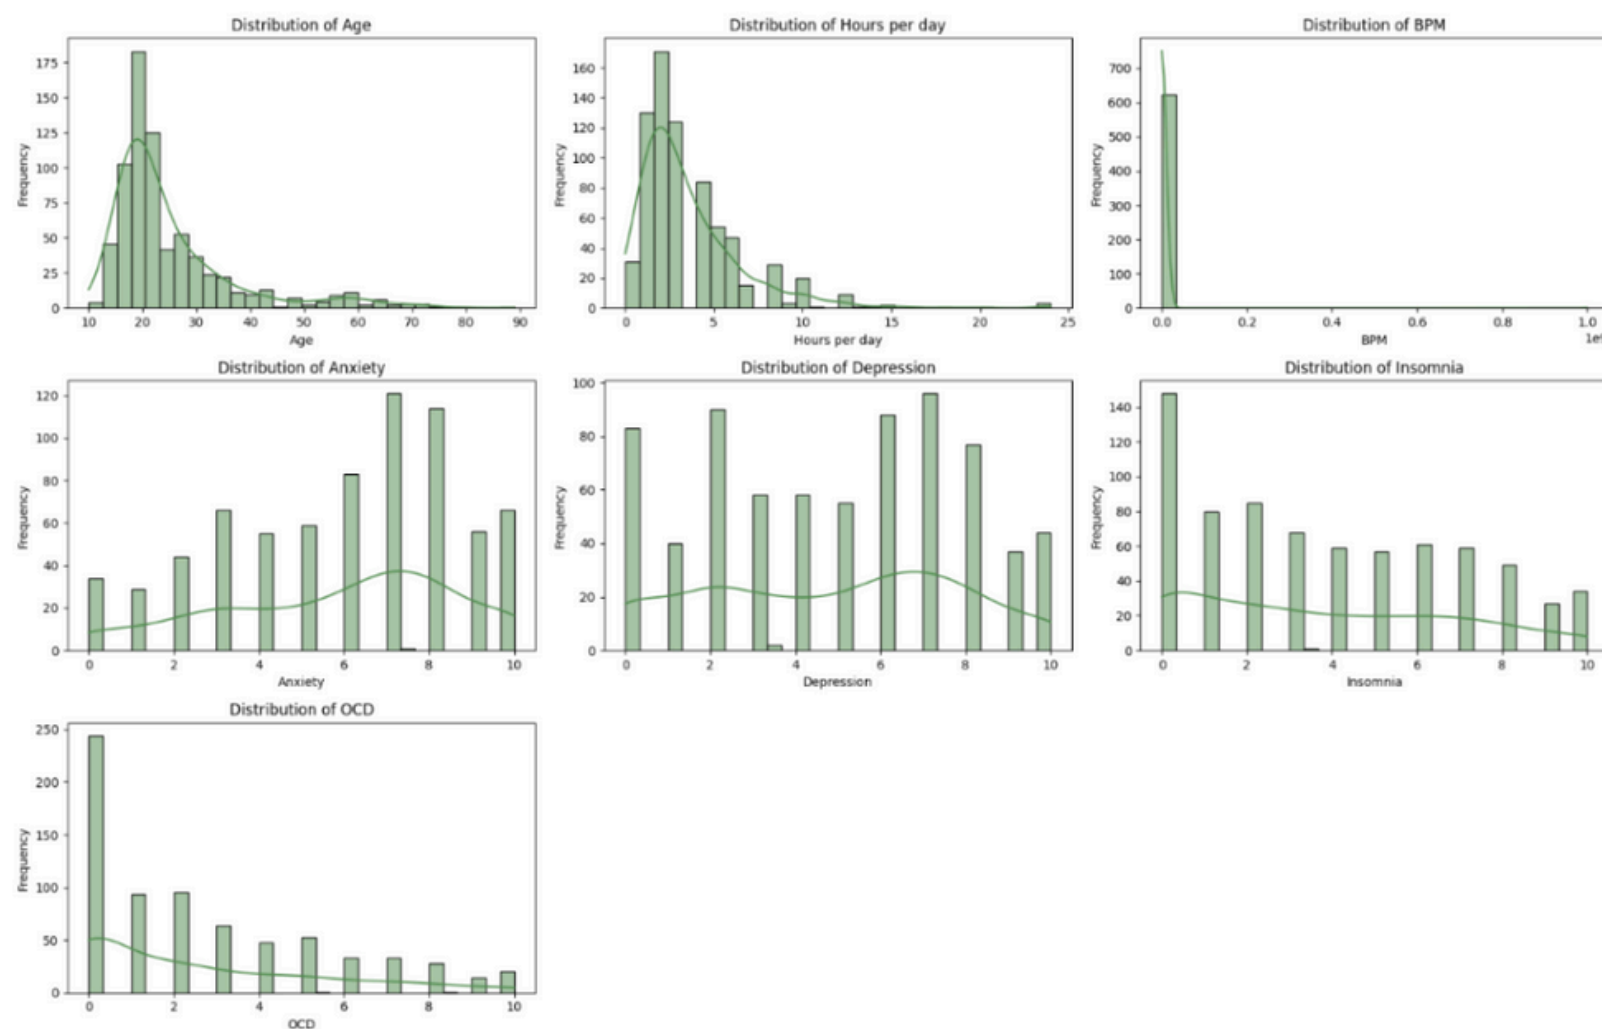 Distribution of Age
Distribution of Hours per day
Distribution of BPM
Frequency
175
150
125
100
75
50
25
0
10 20 30 40 50 60 70 80 90
Age
Frequency
160
140
120
100
80
60
40
20
0
0 5 10 15 20 25
Hours per day
Frequency
700
600
500
400
300
200
100
0
0.0 0.2 0.4 0.6 0.8 1.0
BPM
Distribution of Anxiety
Distribution of Depression
Distribution of Insomnia
Frequency
120
100
80
60
40
20
0
0 2 4 6 8 10
Anxiety
Frequency
100
80
60
40
20
0
0 2 4 6 8 10
Depression
Frequency
140
120
100
80
60
40
20
0
0 2 4 6 8 10
Insomnia
Distribution of OCD
Frequency
250
200
150
100
50
0
0 2 4 6 8 10
OCD